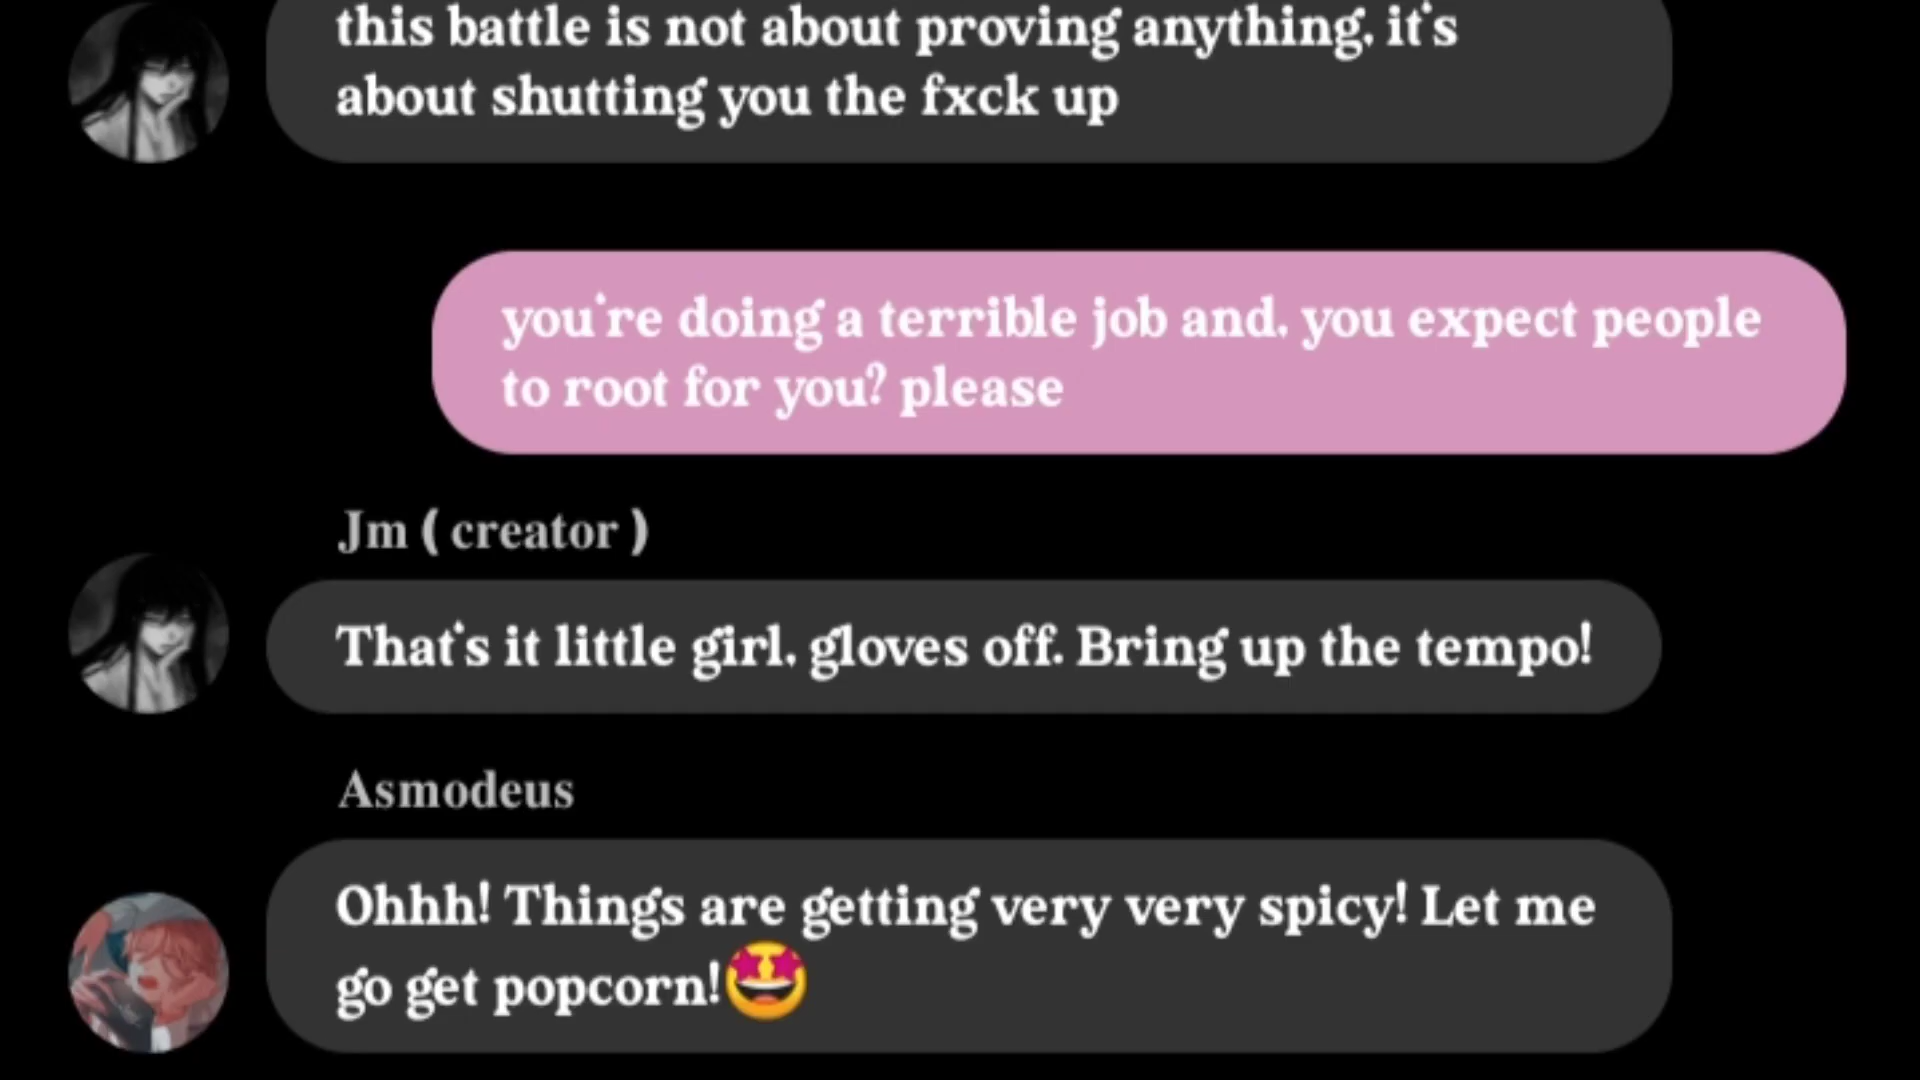 this battle is not about proving anything, it's
about shutting you the fxck up
you're doing a terrible job and, you expect people
to root for you? please
Jm ( creator )
That's it little girl, gloves off. Bring up the tempo!
Asmodeus
Ohhh! Things are getting very very spicy! Let me
go get popcorn!🤩